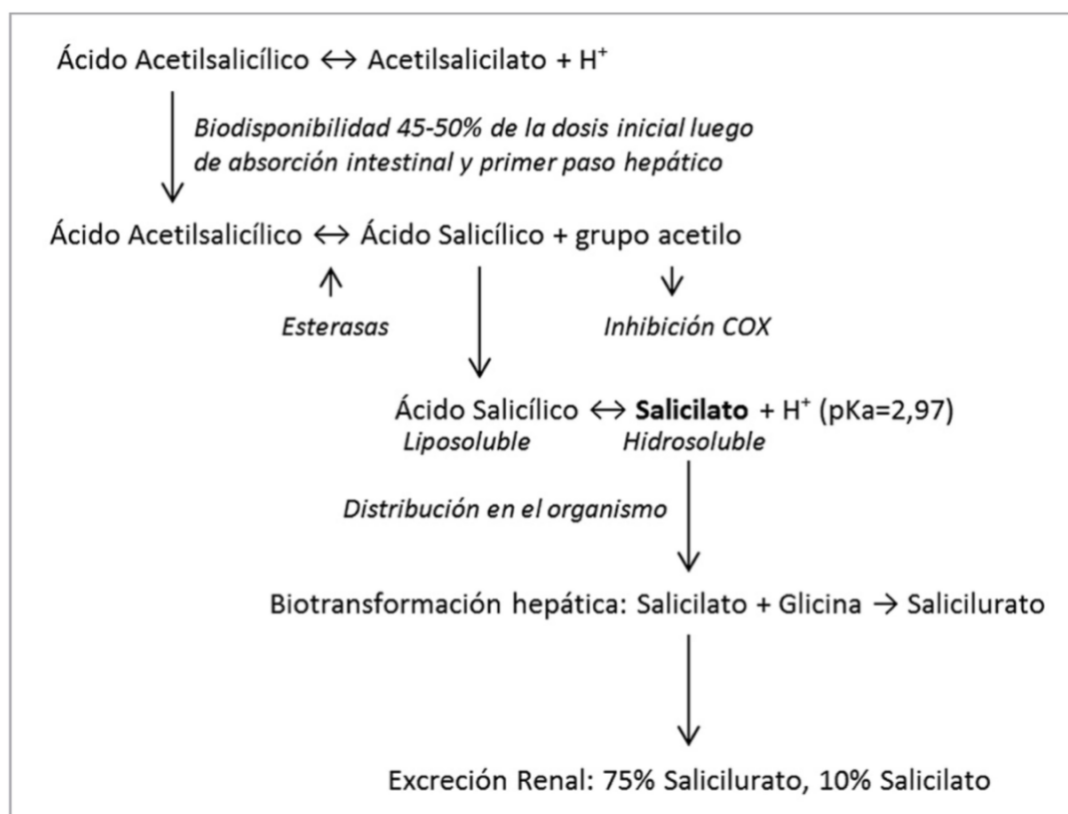 Ácido Acetilsalicílico ↔ Acetilsalicilato + H⁺
Biodisponibilidad 45-50% de la dosis inicial luego
de absorción intestinal y primer paso hepático
Ácido Acetilsalicílico ↔ Ácido Salicílico + grupo acetilo
Esterasas
Inhibición COX
Ácido Salicílico ↔ Salicilato + H⁺ (pKa=2,97)
Liposoluble
Hidrosoluble
Distribución en el organismo
Biotransformación hepática: Salicilato + Glicina → Salicilurato
Excreción Renal: 75% Salicilurato, 10% Salicilato